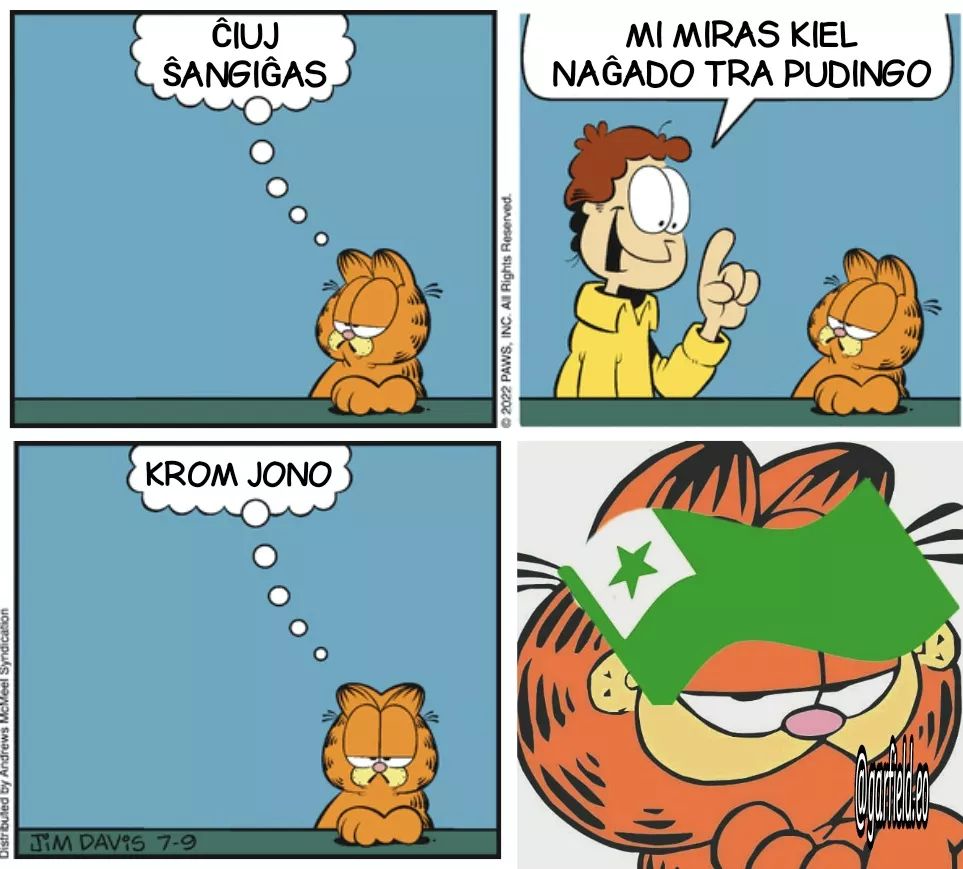 ĈIUJ
ŜANGIĜAS
MI MIRAS KIEL
NAĜADO TRA PUDINGO
© 2022 PAWS, INC. All Rights Reserved.
KROM JONO
Distributed by Andrews McMeel Syndication
JIM DAVIS 7-9
@garfield.eo